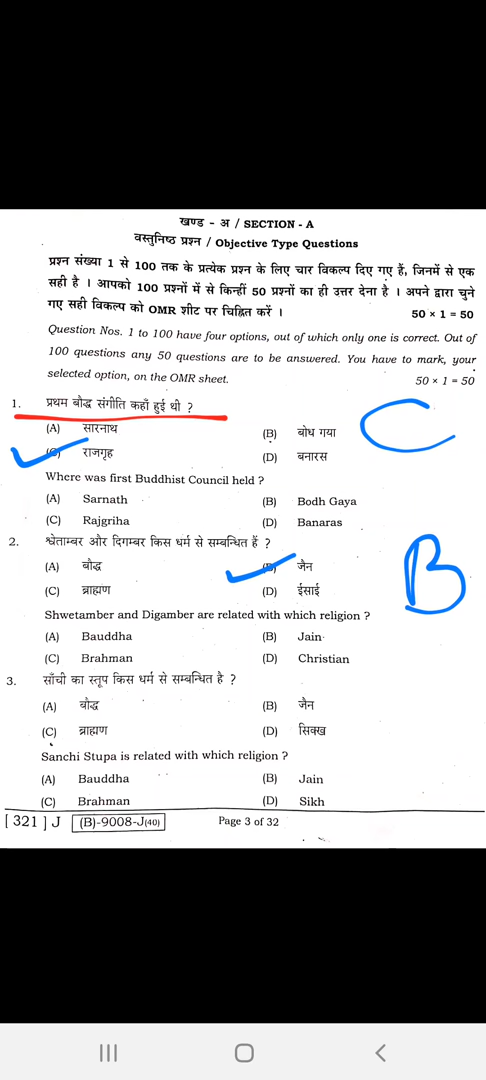 खण्ड - अ / SECTION - A
वस्तुनिष्ठ प्रश्न / Objective Type Questions
प्रश्न संख्या 1 से 100 तक के प्रत्येक प्रश्न के लिए चार विकल्प दिए गए हैं, जिनमें से एक
सही है । आपको 100 प्रश्नों में से किन्हीं 50 प्रश्नों का ही उत्तर देना है । अपने द्वारा चुने
गए सही विकल्प को OMR शीट पर चिह्नित करें । 50 × 1 = 50
Question Nos. 1 to 100 have four options, out of which only one is correct. Out of
100 questions any 50 questions are to be answered. You have to mark, your
selected option, on the OMR sheet. 50 × 1 = 50
1. प्रथम बौद्ध संगीति कहाँ हुई थी ?
(A) सारनाथ (B) बोध गया
(C) राजगृह (D) बनारस
C
Where was first Buddhist Council held ?
(A) Sarnath (B) Bodh Gaya
(C) Rajgriha (D) Banaras
2. श्वेताम्बर और दिगम्बर किस धर्म से सम्बन्धित हैं ?
(A) बौद्ध (B) जैन
(C) ब्राह्मण (D) ईसाई
B
Shwetamber and Digamber are related with which religion ?
(A) Bauddha (B) Jain
(C) Brahman (D) Christian
3. साँची का स्तूप किस धर्म से सम्बन्धित है ?
(A) बौद्ध (B) जैन
(C) ब्राह्मण (D) सिक्ख
Sanchi Stupa is related with which religion ?
(A) Bauddha (B) Jain
(C) Brahman (D) Sikh
[ 321 ] J (B)-9008-J(40) Page 3 of 32